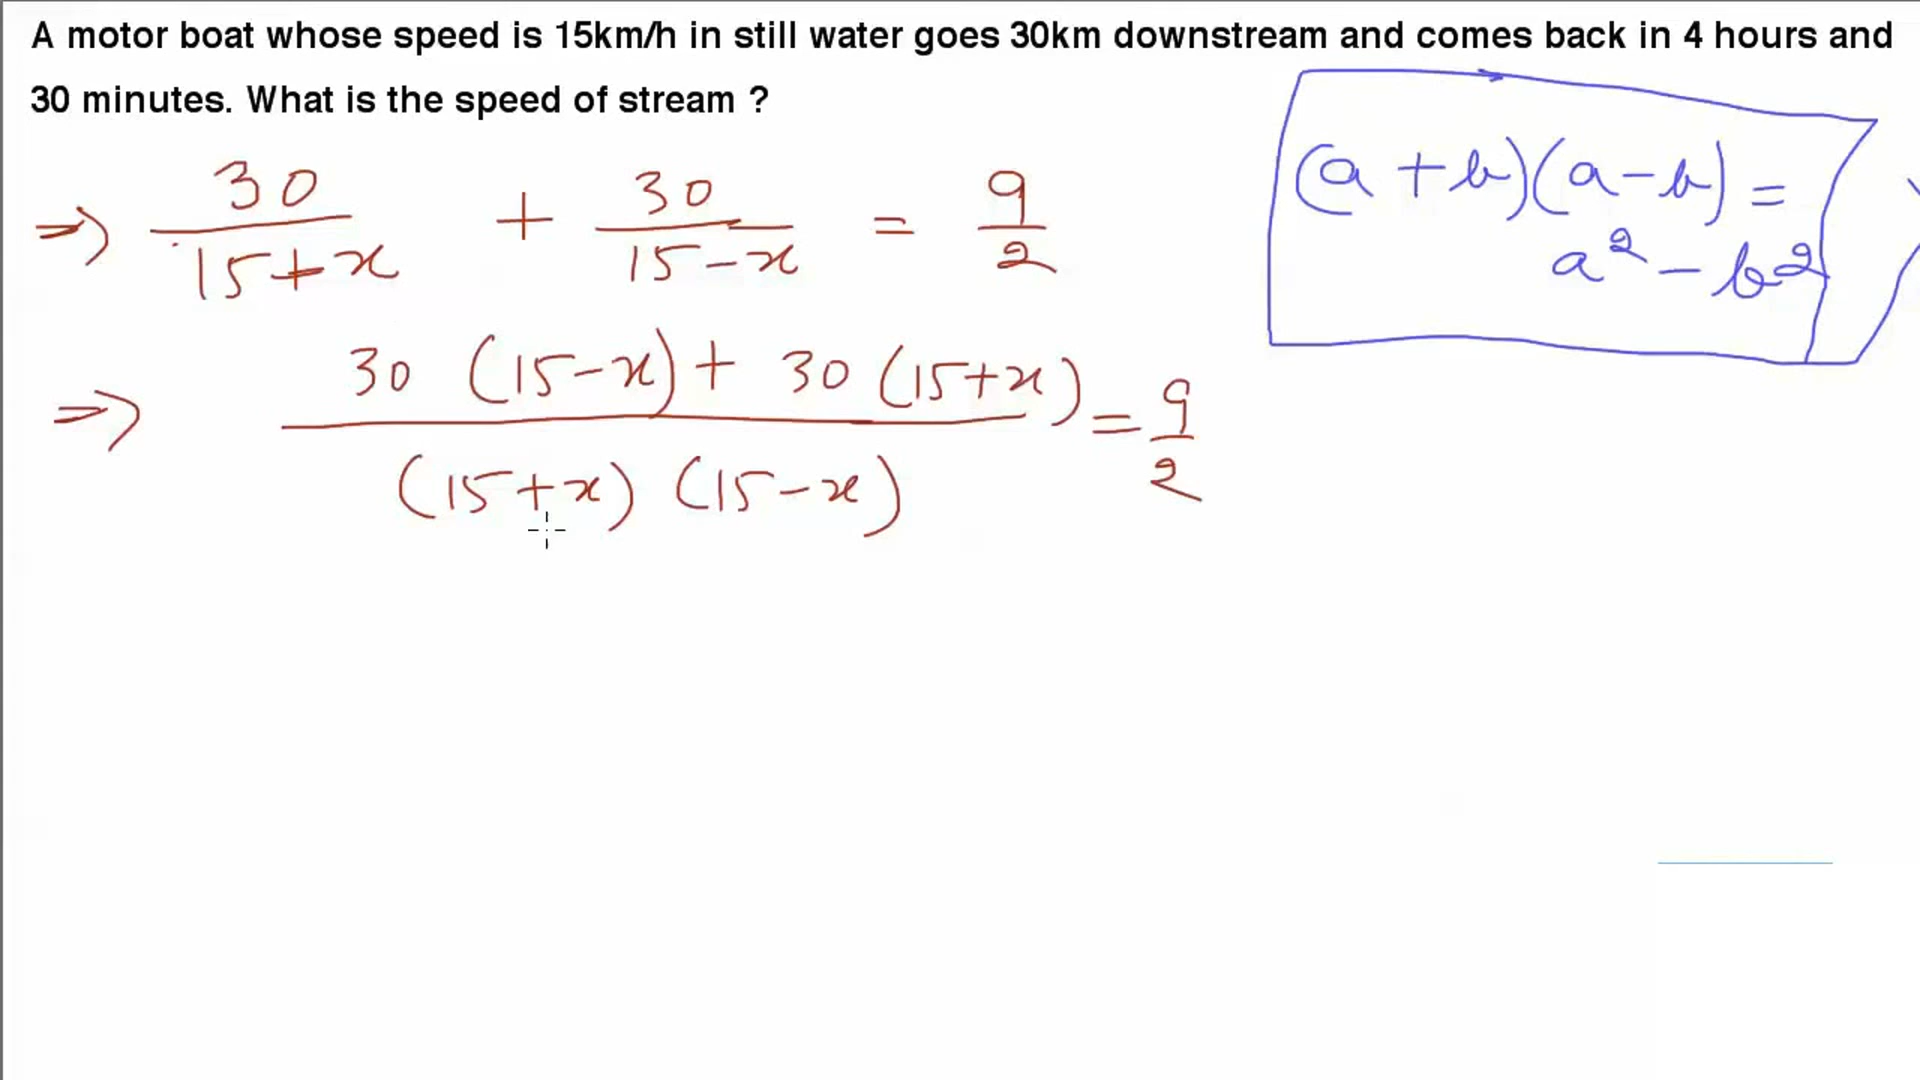 A motor boat whose speed is 15km/h in still water goes 30km downstream and comes back in 4 hours and
30 minutes. What is the speed of stream ?
(a + b)(a - b) =
a² - b²
⇒ 30/(15+x) + 30/(15-x) = 9/2
⇒ (30 (15-x) + 30 (15+x))/((15+x) (15-x)) = 9/2